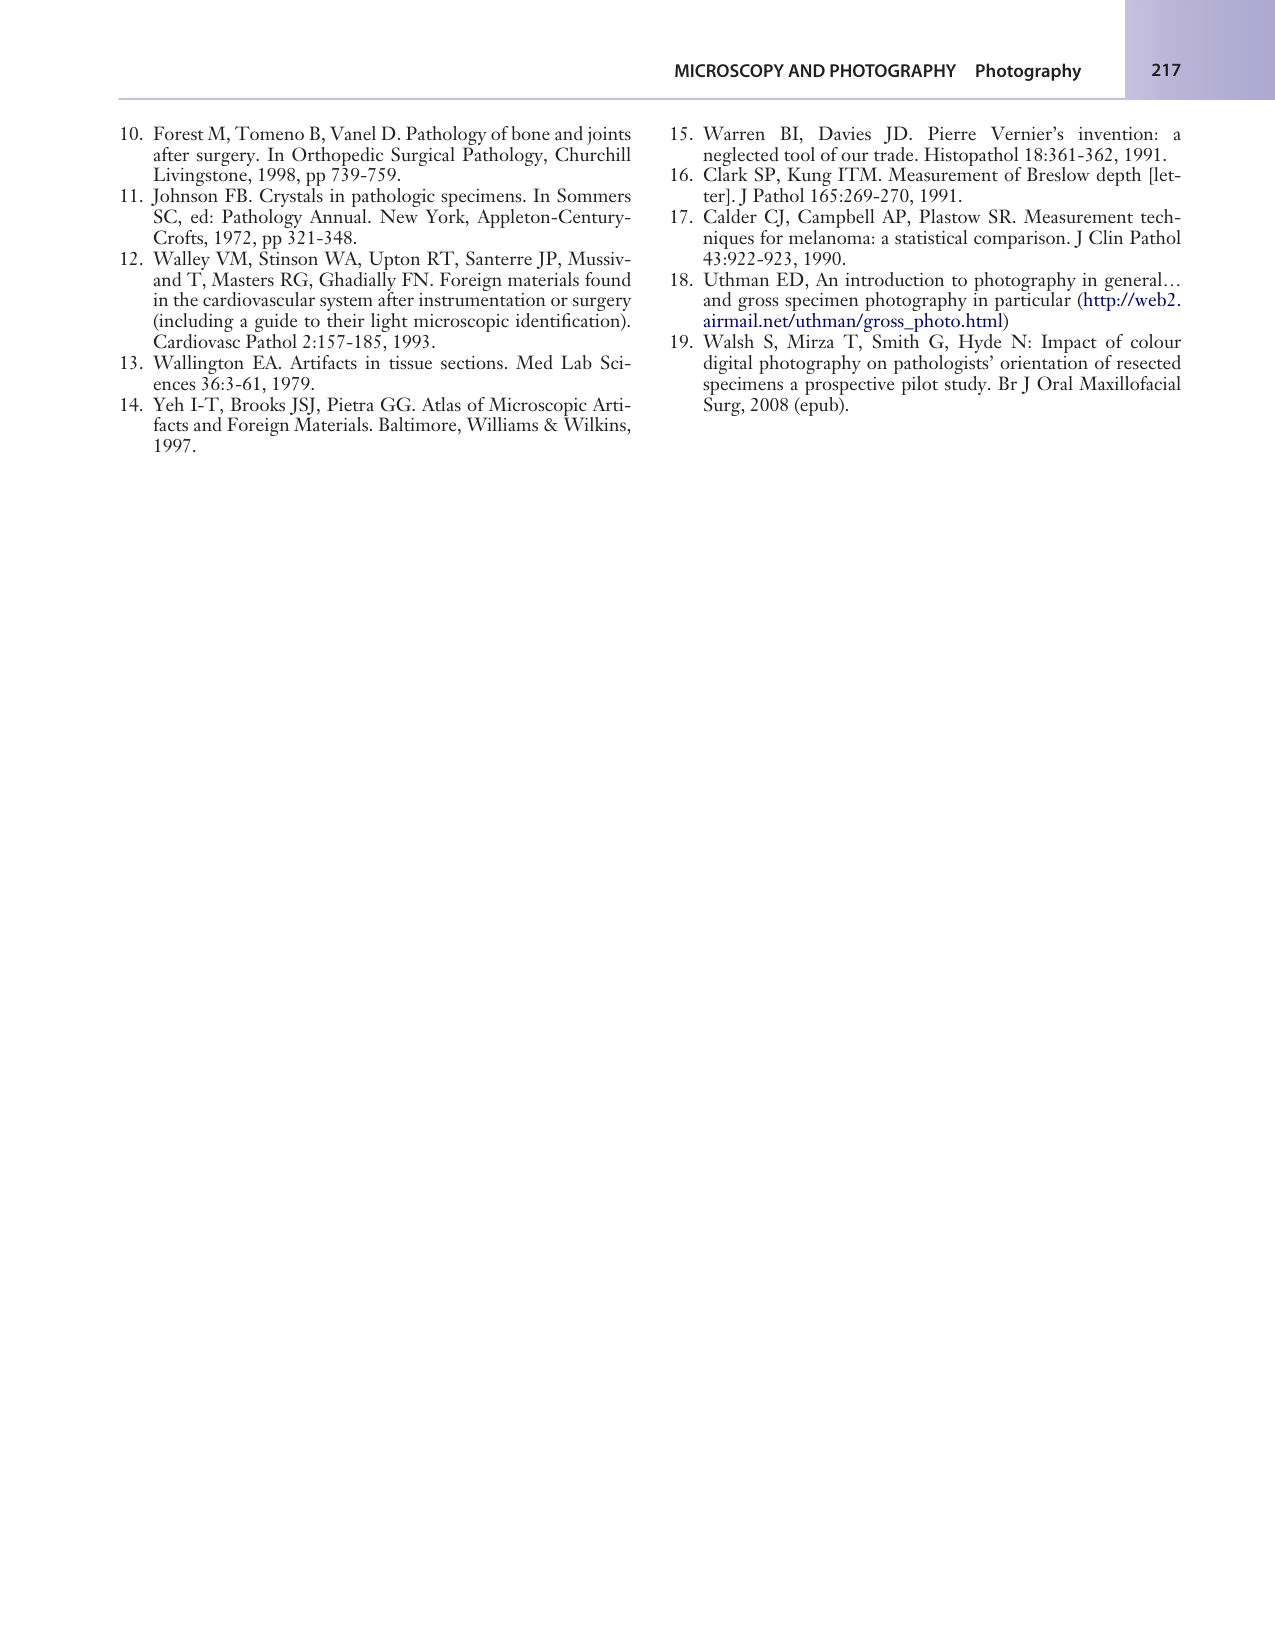 MICROSCOPY AND PHOTOGRAPHY Photography 217
10. Forest M, Tomeno B, Vanel D. Pathology of bone and joints
after surgery. In Orthopedic Surgical Pathology, Churchill
Livingstone, 1998, pp 739-759.
11. Johnson FB. Crystals in pathologic specimens. In Sommers
SC, ed: Pathology Annual. New York, Appleton-Century-
Crofts, 1972, pp 321-348.
12. Walley VM, Stinson WA, Upton RT, Santerre JP, Mussiv-
and T, Masters RG, Ghadially FN. Foreign materials found
in the cardiovascular system after instrumentation or surgery
(including a guide to their light microscopic identification).
Cardiovasc Pathol 2:157-185, 1993.
13. Wallington EA. Artifacts in tissue sections. Med Lab Sci-
ences 36:3-61, 1979.
14. Yeh I-T, Brooks JSJ, Pietra GG. Atlas of Microscopic Arti-
facts and Foreign Materials. Baltimore, Williams & Wilkins,
1997.
15. Warren BI, Davies JD. Pierre Vernier’s invention: a
neglected tool of our trade. Histopathol 18:361-362, 1991.
16. Clark SP, Kung ITM. Measurement of Breslow depth [let-
ter]. J Pathol 165:269-270, 1991.
17. Calder CJ, Campbell AP, Plastow SR. Measurement tech-
niques for melanoma: a statistical comparison. J Clin Pathol
43:922-923, 1990.
18. Uthman ED, An introduction to photography in general…
and gross specimen photography in particular (http://web2.
airmail.net/uthman/gross_photo.html)
19. Walsh S, Mirza T, Smith G, Hyde N: Impact of colour
digital photography on pathologists’ orientation of resected
specimens a prospective pilot study. Br J Oral Maxillofacial
Surg, 2008 (epub).